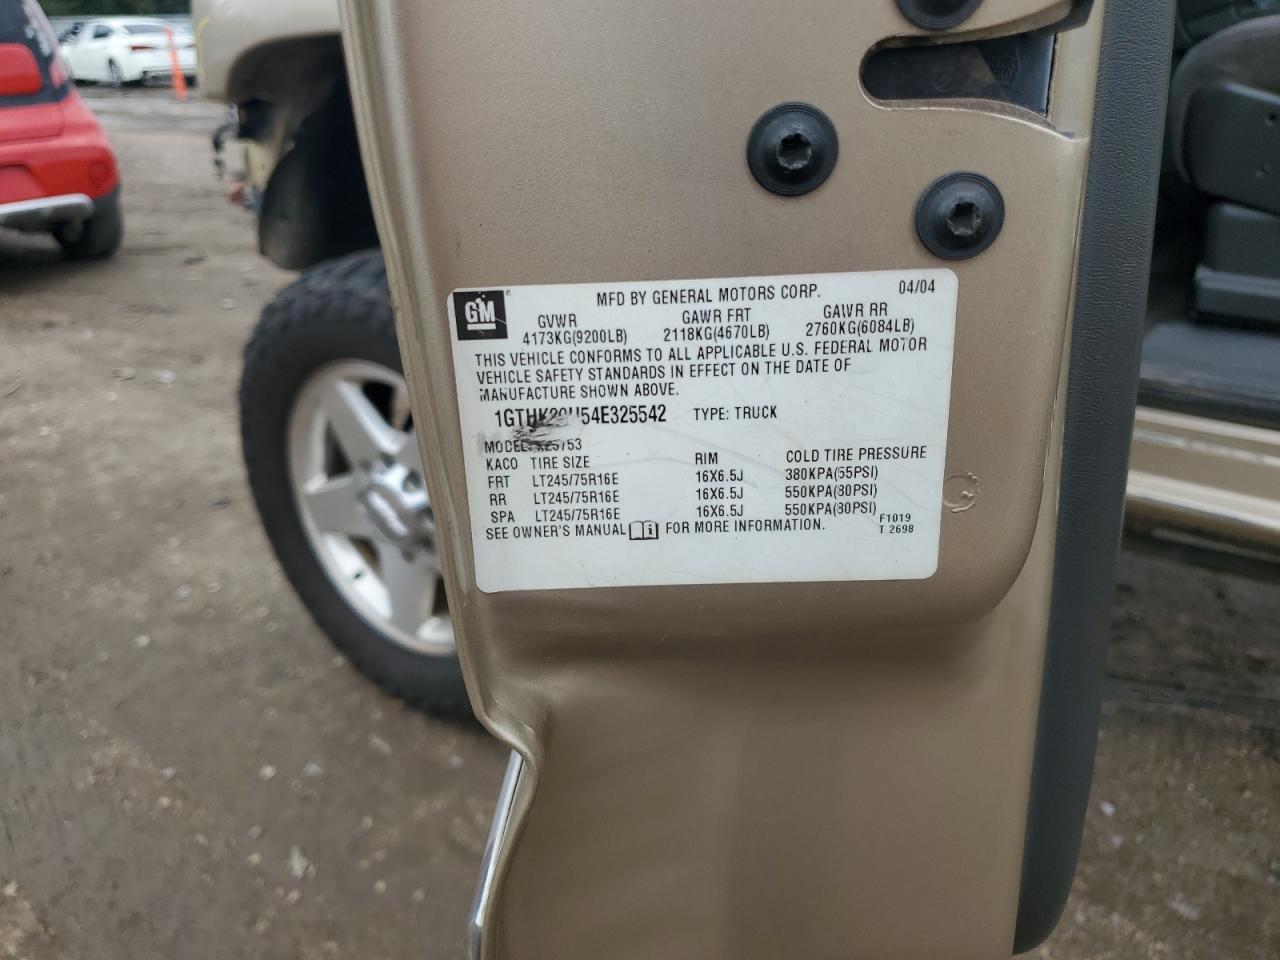 GM
MFD BY GENERAL MOTORS CORP. 04/04
GVWR GAWR FRT GAWR RR
4173KG(9200LB) 2118KG(4670LB) 2760KG(6084LB)
THIS VEHICLE CONFORMS TO ALL APPLICABLE U.S. FEDERAL MOTOR
VEHICLE SAFETY STANDARDS IN EFFECT ON THE DATE OF
MANUFACTURE SHOWN ABOVE.
TYPE: TRUCK
MODEL:
KACO TIRE SIZE RIM COLD TIRE PRESSURE
FRT LT245/75R16E 16X6.5J 380KPA(55PSI)
RR LT245/75R16E 16X6.5J 550KPA(80PSI)
SPA LT245/75R16E 16X6.5J 550KPA(80PSI)
SEE OWNER'S MANUAL FOR MORE INFORMATION.
F1019
T 2698